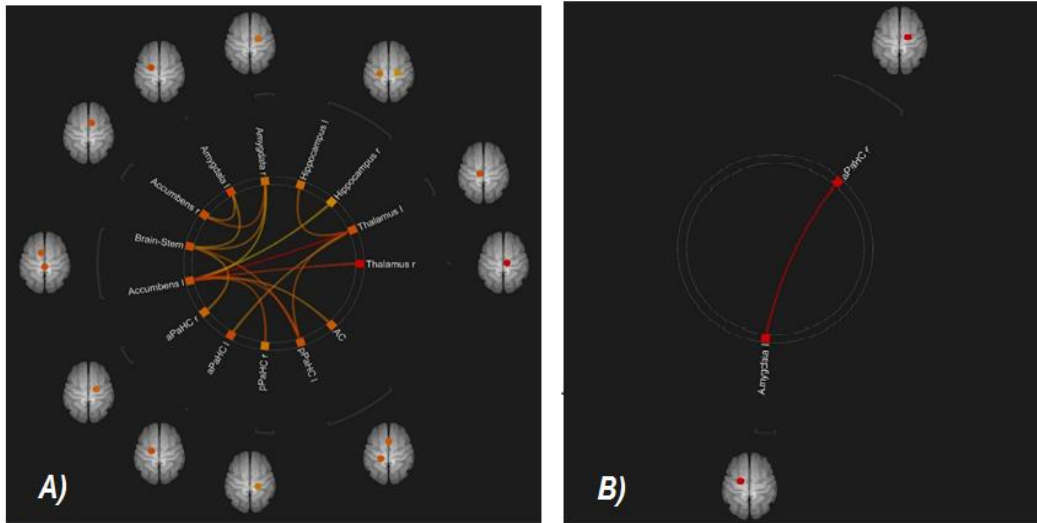 Amygdala r
Hippocampus l
Hippocampus r
Thalamus l
Thalamus r
AC
pPaHC l
pPaHC r
aPaHC l
aPaHC r
Accumbens l
Brain-Stem
Accumbens r
Amygdala l
A)
aPaHC r
Amygdala l
B)